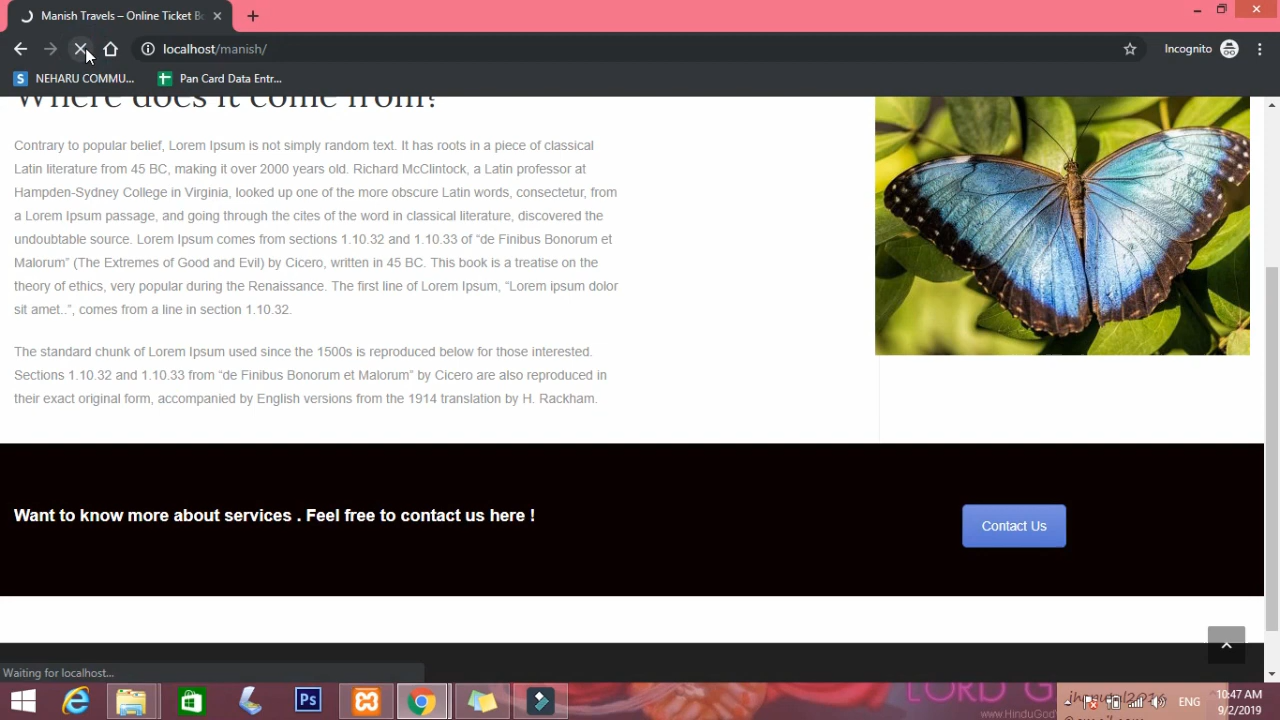 Manish Travels – Online Ticket Bo
localhost/manish/
Incognito
NEHARU COMMU...
Pan Card Data Entr...
Where does it come from?
Contrary to popular belief, Lorem Ipsum is not simply random text. It has roots in a piece of classical
Latin literature from 45 BC, making it over 2000 years old. Richard McClintock, a Latin professor at
Hampden-Sydney College in Virginia, looked up one of the more obscure Latin words, consectetur, from
a Lorem Ipsum passage, and going through the cites of the word in classical literature, discovered the
undoubtable source. Lorem Ipsum comes from sections 1.10.32 and 1.10.33 of “de Finibus Bonorum et
Malorum” (The Extremes of Good and Evil) by Cicero, written in 45 BC. This book is a treatise on the
theory of ethics, very popular during the Renaissance. The first line of Lorem Ipsum, “Lorem ipsum dolor
sit amet..”, comes from a line in section 1.10.32.
The standard chunk of Lorem Ipsum used since the 1500s is reproduced below for those interested.
Sections 1.10.32 and 1.10.33 from “de Finibus Bonorum et Malorum” by Cicero are also reproduced in
their exact original form, accompanied by English versions from the 1914 translation by H. Rackham.
Want to know more about services . Feel free to contact us here !
Contact Us
Waiting for localhost...
S
Ps
LORD G
www.HinduGod
ENG
10:47 AM
9/2/2019